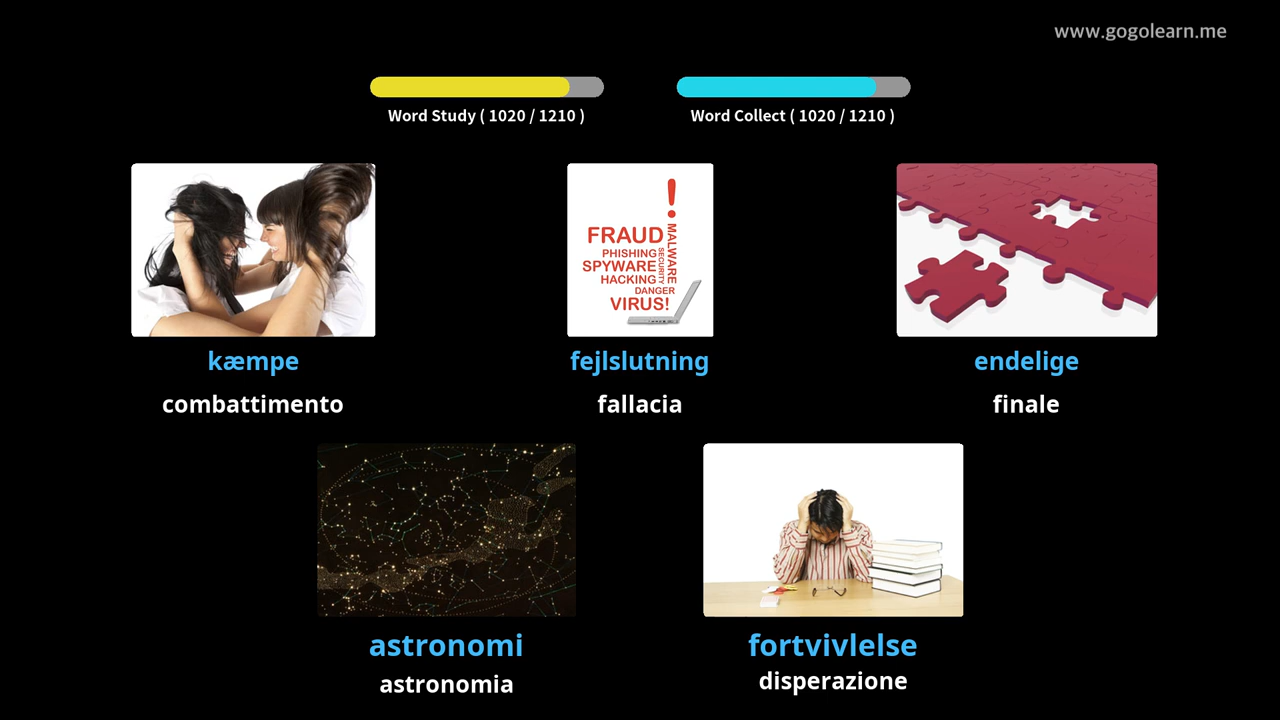 www.gogolearn.me
Word Study ( 1020 / 1210 )
Word Collect ( 1020 / 1210 )
!
FRAUD
PHISHING
SPYWARE
HACKING
DANGER
VIRUS!
SECURITY
MALWARE
kæmpe
fejlslutning
endelige
combattimento
fallacia
finale
astronomi
fortvivlelse
astronomia
disperazione